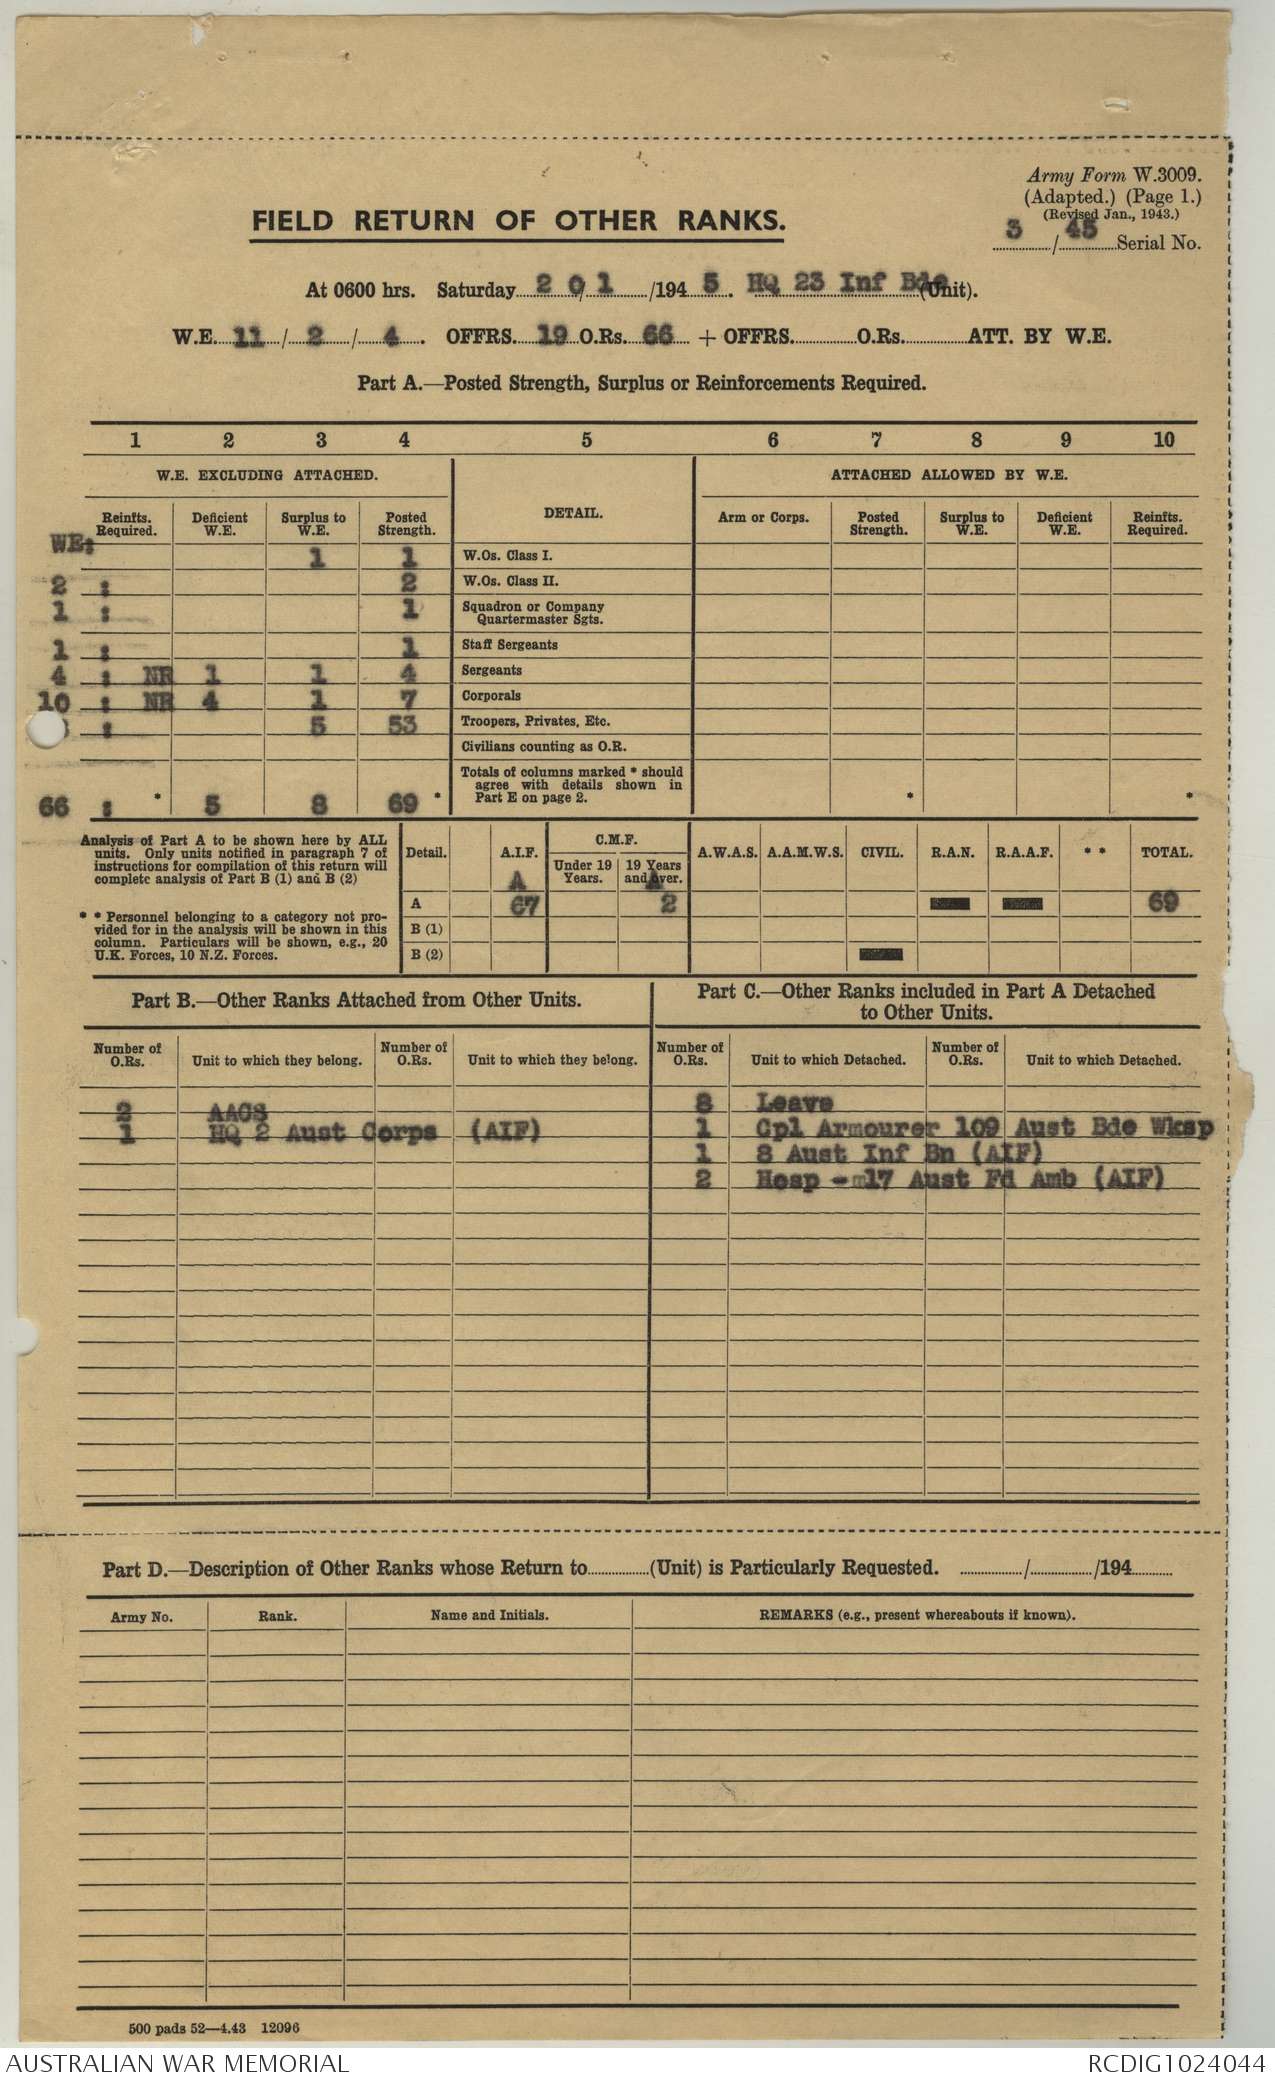 Army Form W.3009.
(Adapted.) (Page 1.)
(Revised Jan., 1943.)
3 / 45 Serial No.
FIELD RETURN OF OTHER RANKS.
At 0600 hrs. Saturday 20/1/1945. HQ 23 Inf Bde (Unit).
W.E. 11/2/4. OFFRS. 19 O.Rs. 66 + OFFRS. O.Rs. ATT. BY W.E.
Part A.—Posted Strength, Surplus or Reinforcements Required.
1 2 3 4 5 6 7 8 9 10
W.E. EXCLUDING ATTACHED. DETAIL. ATTACHED ALLOWED BY W.E.
Reinfts. Required. Deficient W.E. Surplus to W.E. Posted Strength. Arm or Corps. Posted Strength. Surplus to W.E. Deficient W.E. Reinfts. Required.
WE: 1 1 W.Os. Class I.
2 : 2 W.Os. Class II.
1 : 1 Squadron or Company Quartermaster Sgts.
1 : 1 Staff Sergeants
4 : NR 1 1 4 Sergeants
10 : NR 4 1 7 Corporals
: 5 53 Troopers, Privates, Etc.
Civilians counting as O.R.
66 : * 5 8 69 * Totals of columns marked * should agree with details shown in Part E on page 2. * *
Analysis of Part A to be shown here by ALL units. Only units notified in paragraph 7 of instructions for compilation of this return will complete analysis of Part B (1) and B (2)
* * Personnel belonging to a category not provided for in the analysis will be shown in this column. Particulars will be shown, e.g., 20 U.K. Forces, 10 N.Z. Forces.
Detail. A.I.F. C.M.F. Under 19 Years. 19 Years and over. A.W.A.S. A.A.M.W.S. CIVIL. R.A.N. R.A.A.F. * * TOTAL.
A A
A 67 2 69
B (1)
B (2)
Part B.—Other Ranks Attached from Other Units.
Number of O.Rs. Unit to which they belong. Number of O.Rs. Unit to which they belong.
2 AACS
1 HQ 2 Aust Corps (AIF)
Part C.—Other Ranks included in Part A Detached
to Other Units.
Number of O.Rs. Unit to which Detached. Number of O.Rs. Unit to which Detached.
8 Leave
1 Cpl Armourer 109 Aust Bde Wksp
1 8 Aust Inf Bn (AIF)
2 Hosp - 17 Aust Fd Amb (AIF)
Part D.—Description of Other Ranks whose Return to (Unit) is Particularly Requested. / /194
Army No. Rank. Name and Initials. REMARKS (e.g., present whereabouts if known).
500 pads 52—4.43 12096
AUSTRALIAN WAR MEMORIAL RCDIG1024044